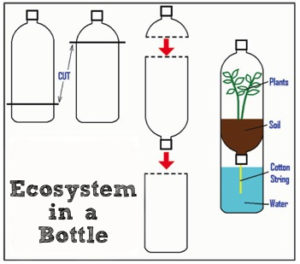 CUT
Plants
Soil
Cotton
String
Water
Ecosystem
in a
Bottle